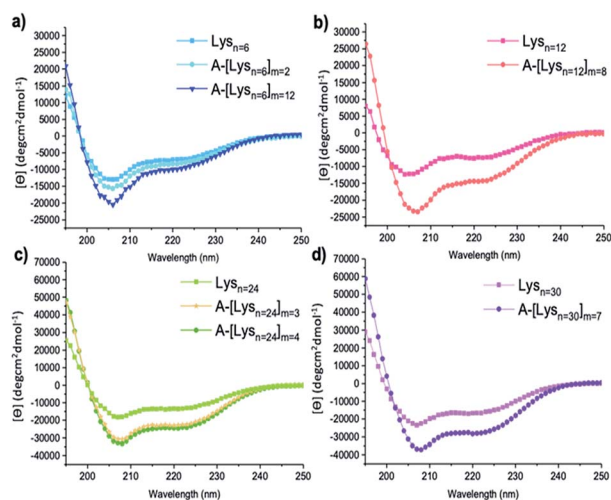 a)
Lysn=6
A-[Lysn=6]m=2
A-[Lysn=6]m=12
[Θ] (degcm²dmol⁻¹)
30000
25000
20000
15000
10000
5000
0
-5000
-10000
-15000
-20000
-25000
200 210 220 230 240 250
Wavelength (nm)
b)
Lysn=12
A-[Lysn=12]m=8
[Θ] (degcm²dmol⁻¹)
30000
25000
20000
15000
10000
5000
0
-5000
-10000
-15000
-20000
-25000
200 210 220 230 240 250
Wavelength (nm)
c)
Lysn=24
A-[Lysn=24]m=3
A-[Lysn=24]m=4
[Θ] (degcm²dmol⁻¹)
70000
60000
50000
40000
30000
20000
10000
0
-10000
-20000
-30000
-40000
200 210 220 230 240 250
Wavelength (nm)
d)
Lysn=30
A-[Lysn=30]m=7
[Θ] (degcm²dmol⁻¹)
70000
60000
50000
40000
30000
20000
10000
0
-10000
-20000
-30000
-40000
200 210 220 230 240 250
Wavelength (nm)